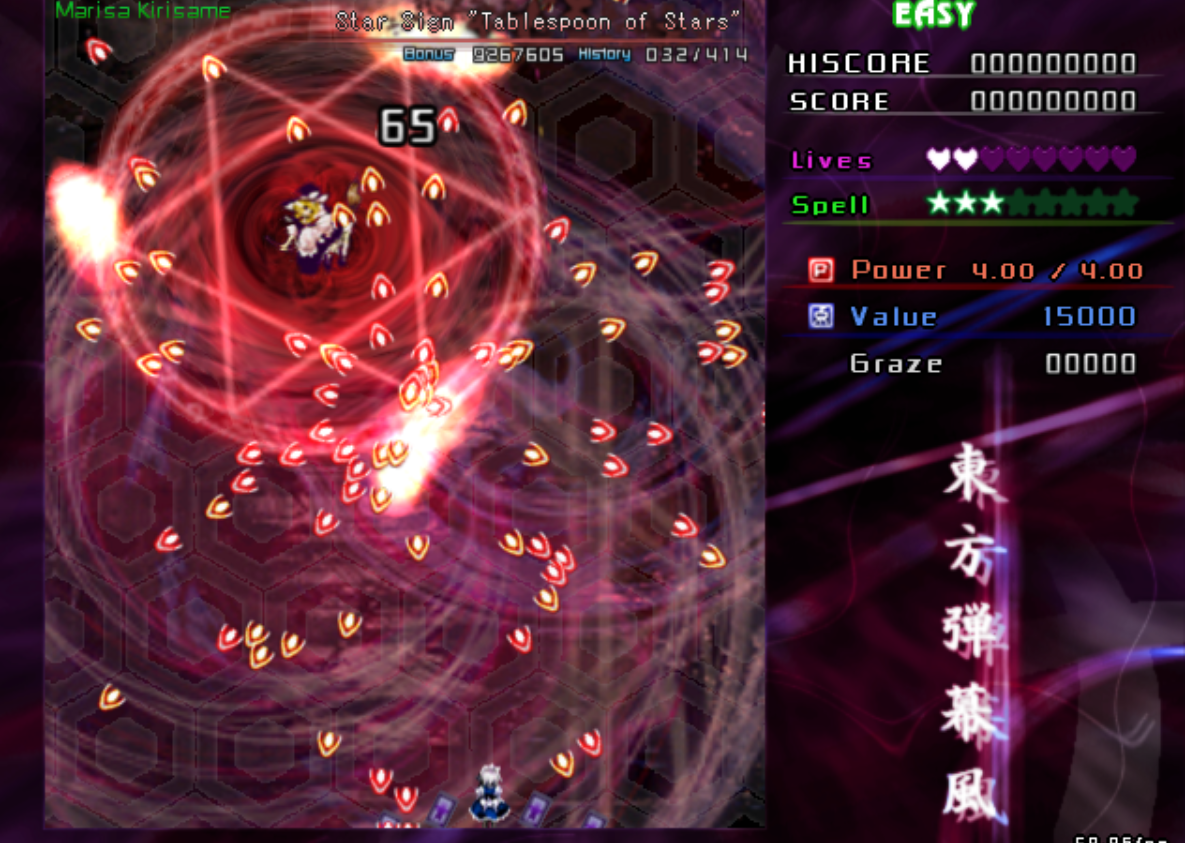 Marisa Kirisame
Star Sign "Tablespoon of Stars"
Bonus 9267605 History 032/414
65
EASY
HISCORE 000000000
SCORE 000000000
Lives
Spell
P Power 4.00 / 4.00
Value 15000
Graze 00000
東
方
弾
幕
風